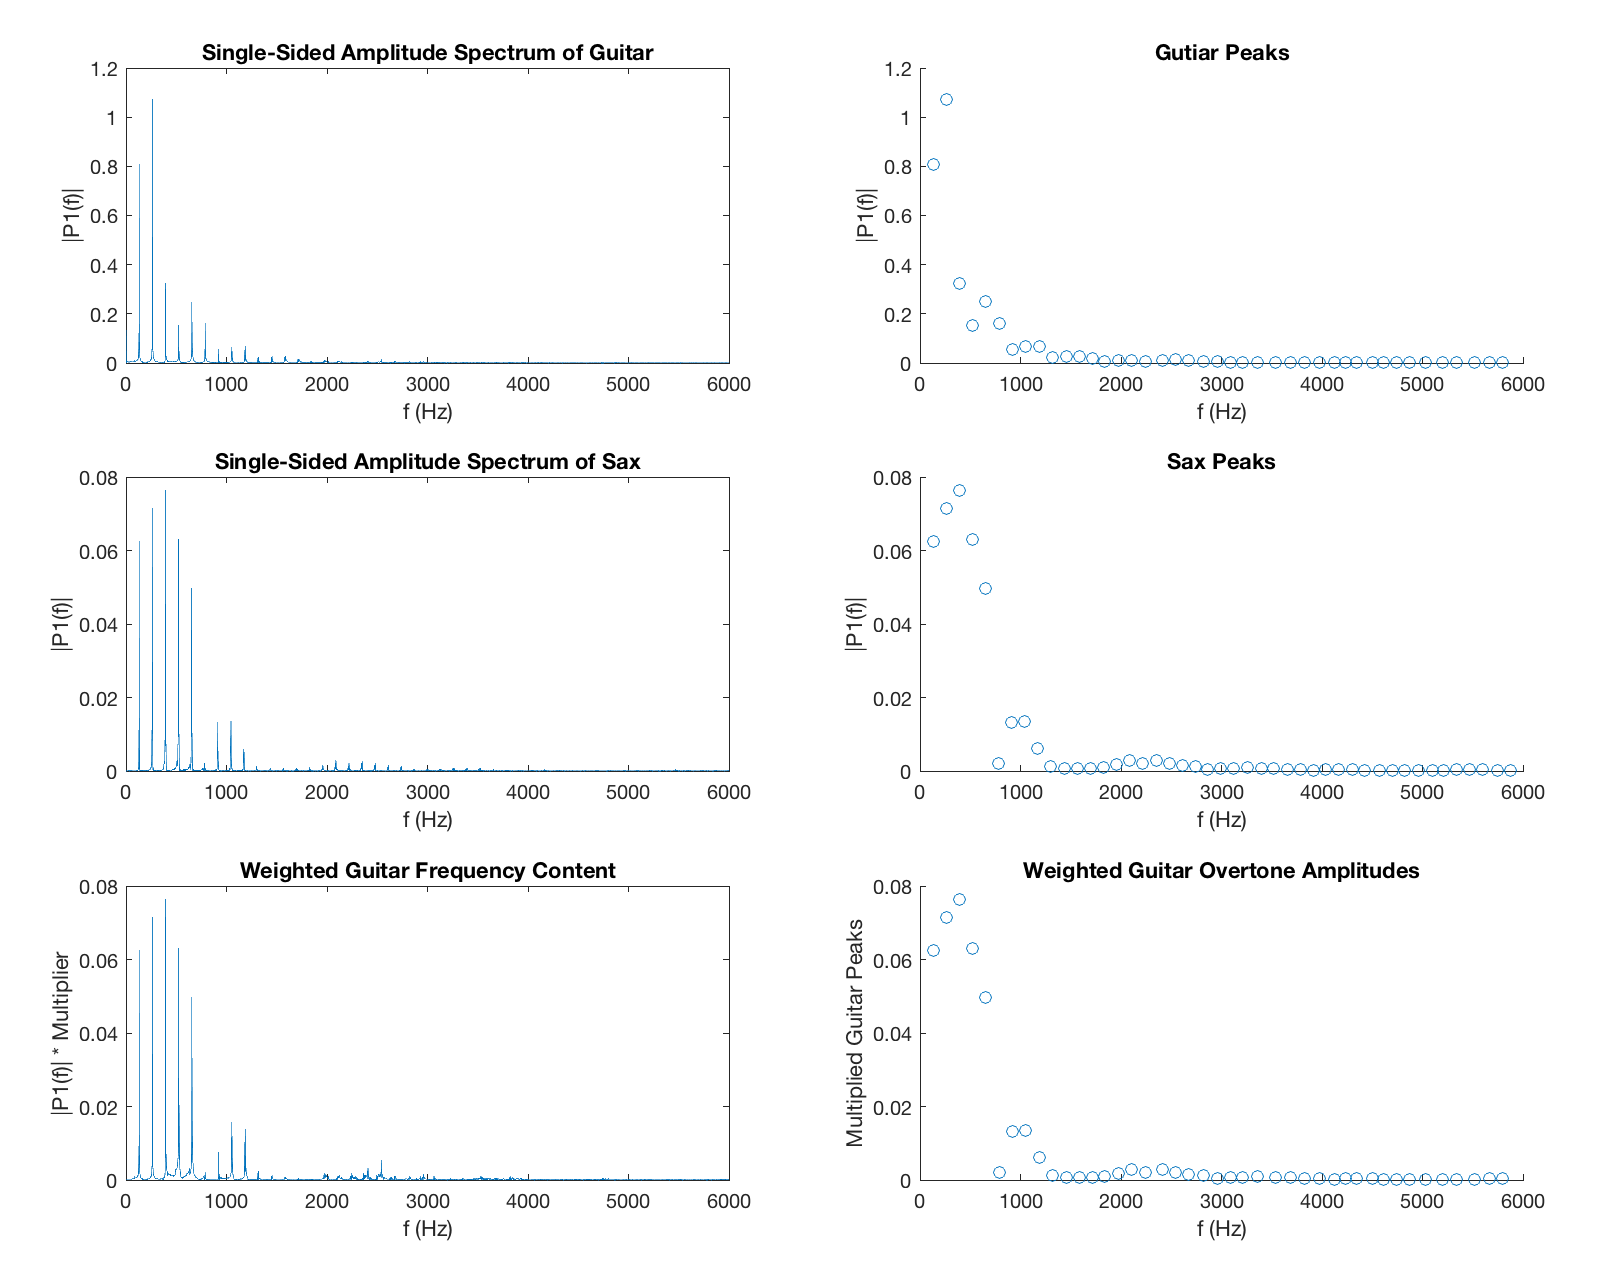 Single-Sided Amplitude Spectrum of Guitar
1.2
1
0.8
0.6
0.4
0.2
0
|P1(f)|
0 1000 2000 3000 4000 5000 6000
f (Hz)
Gutiar Peaks
1.2
1
0.8
0.6
0.4
0.2
0
|P1(f)|
0 1000 2000 3000 4000 5000 6000
f (Hz)
Single-Sided Amplitude Spectrum of Sax
0.08
0.06
0.04
0.02
0
|P1(f)|
0 1000 2000 3000 4000 5000 6000
f (Hz)
Sax Peaks
0.08
0.06
0.04
0.02
0
|P1(f)|
0 1000 2000 3000 4000 5000 6000
f (Hz)
Weighted Guitar Frequency Content
0.08
0.06
0.04
0.02
0
|P1(f)| * Multiplier
0 1000 2000 3000 4000 5000 6000
f (Hz)
Weighted Guitar Overtone Amplitudes
0.08
0.06
0.04
0.02
0
Multiplied Guitar Peaks
0 1000 2000 3000 4000 5000 6000
f (Hz)